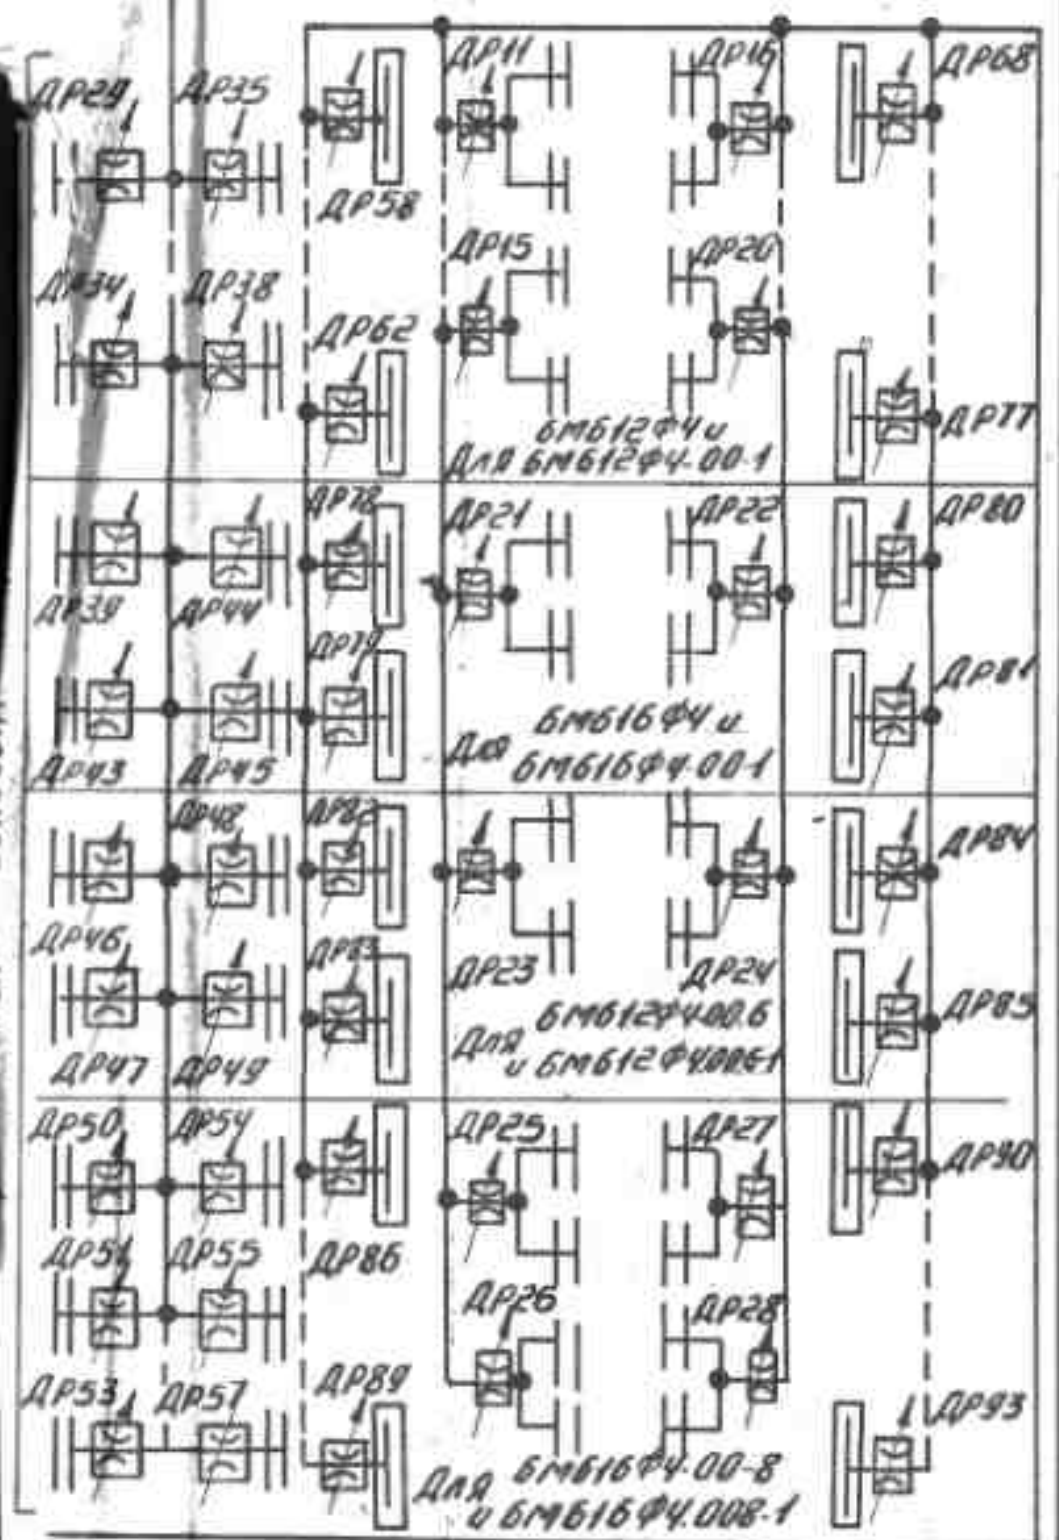 ДР29 ДР35 ДР11 ДР16 ДР68
ДР58
ДР15 ДР20
ДР34 ДР38 ДР62
ДР77
6М612Ф4 и
Для 6М612Ф4-00-1
ДР78 ДР21 ДР22 ДР80
ДР39 ДР44
ДР79 ДР81
6М616Ф4 и
Для 6М616Ф4-00-1
ДР43 ДР45
ДР48 ДР82 ДР84
ДР46 ДР83 ДР23 ДР24
ДР85
6М612Ф4.00.6
Для
и 6М612Ф4.006-1
ДР47 ДР49
ДР50 ДР54 ДР25 ДР27
ДР90
ДР51 ДР55 ДР86
ДР26 ДР28
ДР53 ДР57 ДР89 ДР93
Для 6М616Ф4-00-8
и 6М616Ф4.008-1